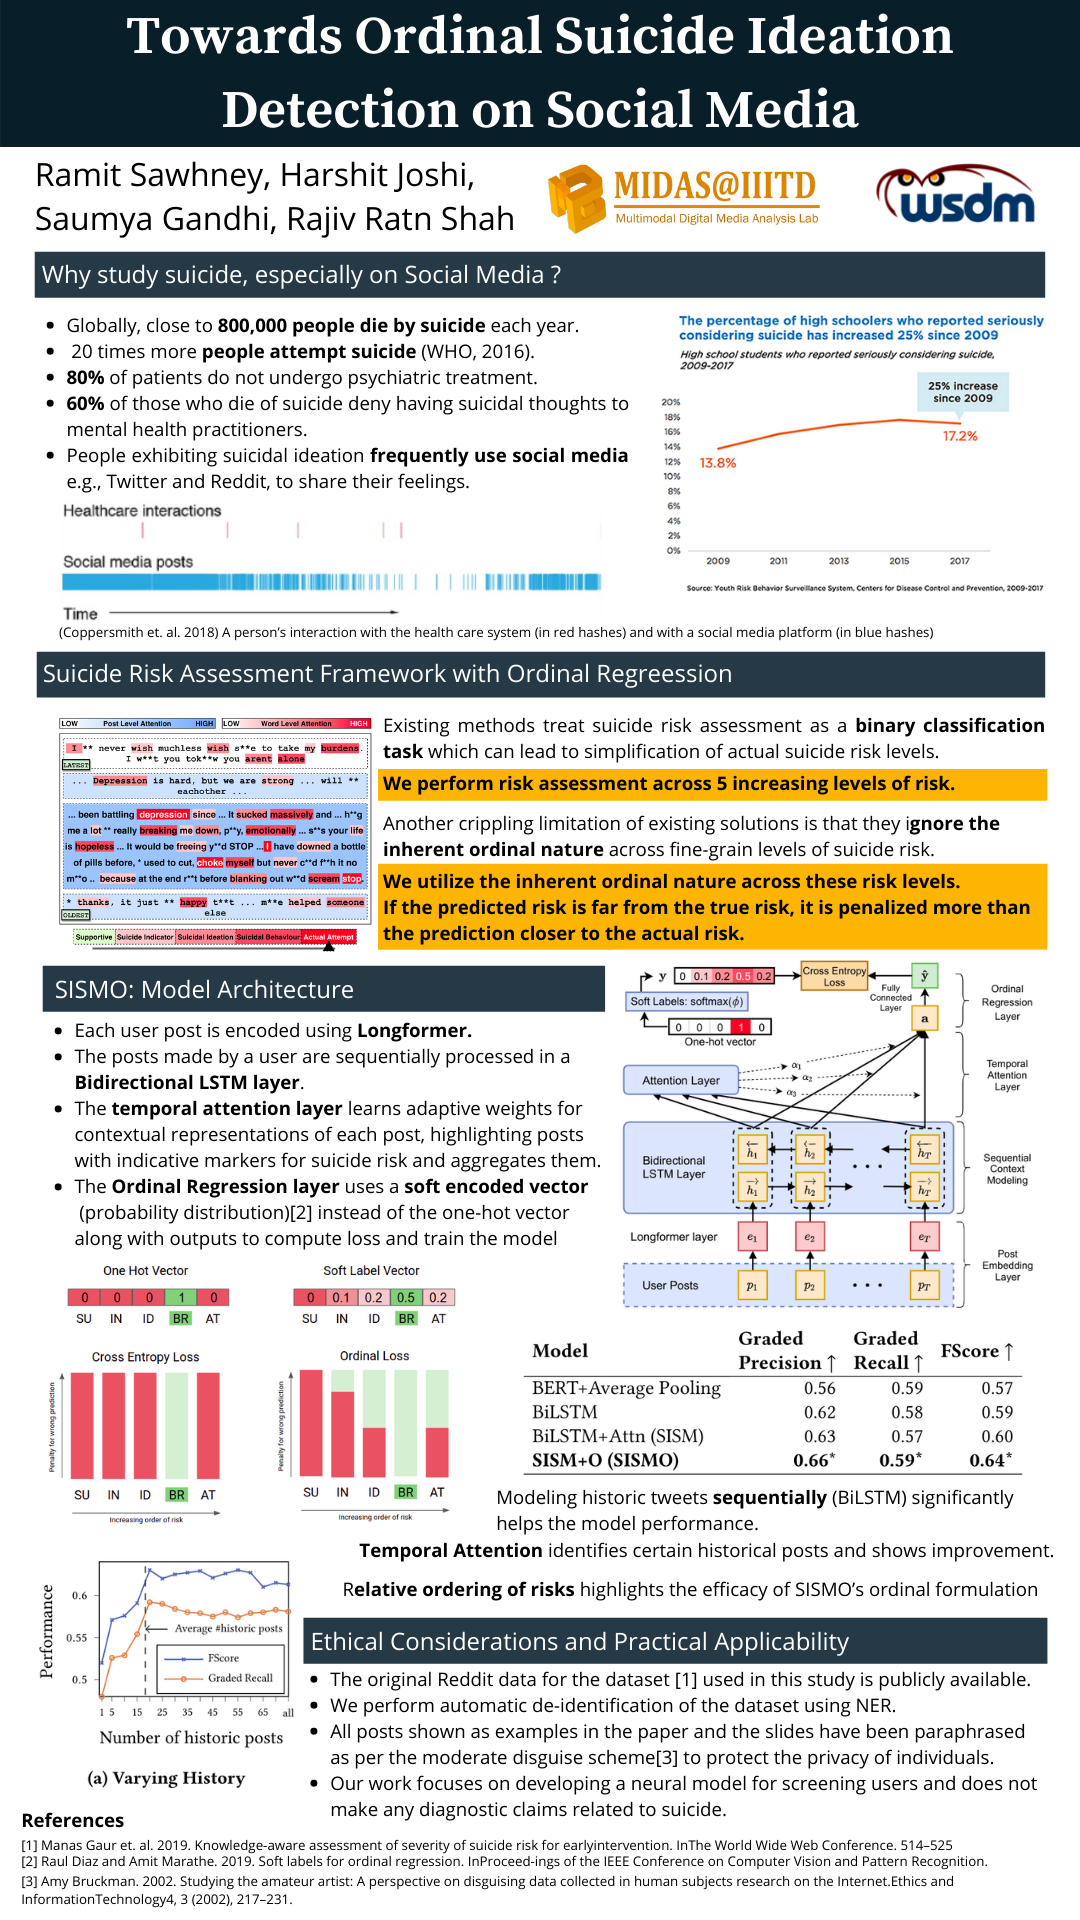 Towards Ordinal Suicide Ideation
Detection on Social Media
Ramit Sawhney, Harshit Joshi,
Saumya Gandhi, Rajiv Ratn Shah
MIDAS@IIITD
Multimodal Digital Media Analysis Lab
wsdm
Why study suicide, especially on Social Media ?
Globally, close to 800,000 people die by suicide each year.
20 times more people attempt suicide (WHO, 2016).
80% of patients do not undergo psychiatric treatment.
60% of those who die of suicide deny having suicidal thoughts to
mental health practitioners.
People exhibiting suicidal ideation frequently use social media
e.g., Twitter and Reddit, to share their feelings.
Healthcare interactions
Social media posts
Time
The percentage of high schoolers who reported seriously
considering suicide has increased 25% since 2009
High school students who reported seriously considering suicide,
2009-2017
25% increase
since 2009
20%
18%
16%
14%
12%
10%
8%
6%
4%
2%
0%
13.8%
17.2%
2009 2011 2013 2015 2017
Source: Youth Risk Behavior Surveillance System, Centers for Disease Control and Prevention, 2009-2017
(Coppersmith et. al. 2018) A person's interaction with the health care system (in red hashes) and with a social media platform (in blue hashes)
Suicide Risk Assessment Framework with Ordinal Regreession
LOW Post Level Attention HIGH LOW Word Level Attention HIGH
I ** never wish muchless wish s**e to take my burdens.
I w**t you tok**w you arent alone
LATEST
... Depression is hard, but we are strong ... will **
eachother ...
... been battling depression since ... It sucked massively and ... h**g
me a lot ** really breaking me down, p**y, emotionally ... s**s your life
is hopeless ... It would be freeing y**d STOP ...I have downed a bottle
of pills before, * used to cut, choke myself but never c**d f**h it no
m**o .. because at the end r**t before blanking out w**d scream stop.
* thanks, it just ** happy t**t ... m**e helped someone
else
OLDEST
Supportive Suicide Indicator Suicidal Ideation Suicidal Behaviour Actual Attempt
Existing methods treat suicide risk assessment as a binary classification
task which can lead to simplification of actual suicide risk levels.
We perform risk assessment across 5 increasing levels of risk.
Another crippling limitation of existing solutions is that they ignore the
inherent ordinal nature across fine-grain levels of suicide risk.
We utilize the inherent ordinal nature across these risk levels.
If the predicted risk is far from the true risk, it is penalized more than
the prediction closer to the actual risk.
SISMO: Model Architecture
Each user post is encoded using Longformer.
The posts made by a user are sequentially processed in a
Bidirectional LSTM layer.
The temporal attention layer learns adaptive weights for
contextual representations of each post, highlighting posts
with indicative markers for suicide risk and aggregates them.
The Ordinal Regression layer uses a soft encoded vector
(probability distribution)[2] instead of the one-hot vector
along with outputs to compute loss and train the model
y 0 0.1 0.2 0.5 0.2
Cross Entropy
Loss
ŷ
Soft Labels: softmax(ϕ)
Fully
Connected
Layer
a
0 0 0 1 0
One-hot vector
Ordinal
Regression
Layer
Attention Layer
α₁
α₂
α₃
Temporal
Attention
Layer
Bidirectional
LSTM Layer
h₁ h₂ hT
• • •
h₁ h₂ hT
Sequential
Context
Modeling
Longformer layer
e₁ e₂ eT
User Posts
p₁ p₂ • • • pT
Post
Embedding
Layer
One Hot Vector
0 0 0 1 0
SU IN ID BR AT
Soft Label Vector
0 0.1 0.2 0.5 0.2
SU IN ID BR AT
Cross Entropy Loss
Penalty for wrong prediction
SU IN ID BR AT
Increasing order of risk
Ordinal Loss
Penalty for wrong prediction
SU IN ID BR AT
Increasing order of risk
Model Graded Precision ↑ Graded Recall ↑ FScore ↑
BERT+Average Pooling 0.56 0.59 0.57
BiLSTM 0.62 0.58 0.59
BiLSTM+Attn (SISM) 0.63 0.57 0.60
SISM+O (SISMO) 0.66* 0.59* 0.64*
Modeling historic tweets sequentially (BiLSTM) significantly
helps the model performance.
Temporal Attention identifies certain historical posts and shows improvement.
Relative ordering of risks highlights the efficacy of SISMO's ordinal formulation
Performance
0.6
0.55
0.5
Average #historic posts
FScore
Graded Recall
1 5 15 25 35 45 55 65 all
Number of historic posts
(a) Varying History
Ethical Considerations and Practical Applicability
The original Reddit data for the dataset [1] used in this study is publicly available.
We perform automatic de-identification of the dataset using NER.
All posts shown as examples in the paper and the slides have been paraphrased
as per the moderate disguise scheme[3] to protect the privacy of individuals.
Our work focuses on developing a neural model for screening users and does not
make any diagnostic claims related to suicide.
References
[1] Manas Gaur et. al. 2019. Knowledge-aware assessment of severity of suicide risk for earlyintervention. InThe World Wide Web Conference. 514–525
[2] Raul Diaz and Amit Marathe. 2019. Soft labels for ordinal regression. InProceed-ings of the IEEE Conference on Computer Vision and Pattern Recognition.
[3] Amy Bruckman. 2002. Studying the amateur artist: A perspective on disguising data collected in human subjects research on the Internet.Ethics and
InformationTechnology4, 3 (2002), 217–231.